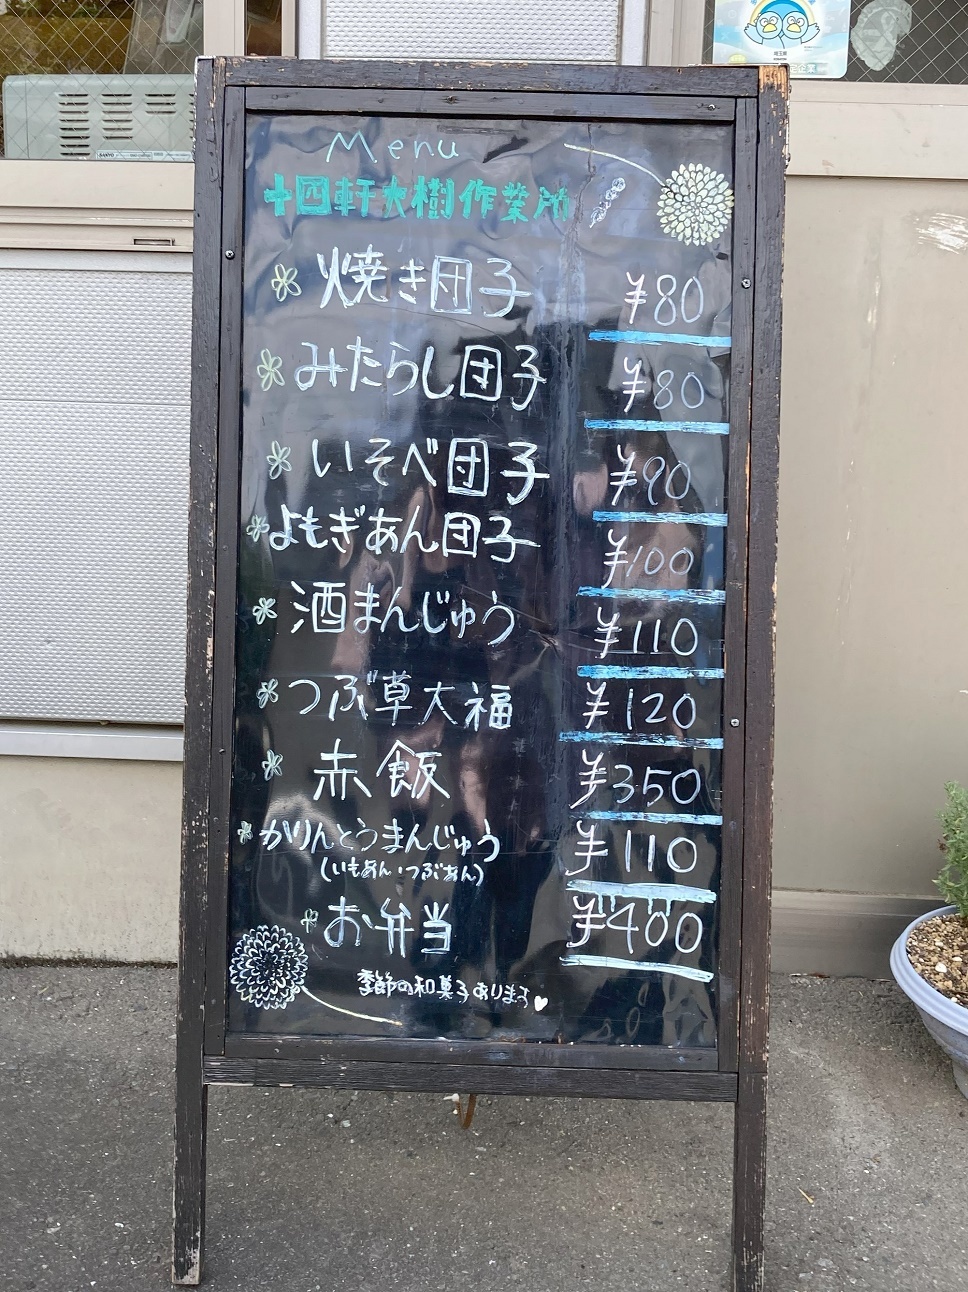 Menu
十四軒大樹作業所
焼き団子 ¥80
みたらし団子 ¥80
いそべ団子 ¥90
よもぎあん団子 ¥100
酒まんじゅう ¥110
つぶ草大福 ¥120
赤飯 ¥350
かりんとうまんじゅう ¥110
(いもあん・つぶあん)
お弁当 ¥400
季節の和菓子あります
SANYO
埼玉県